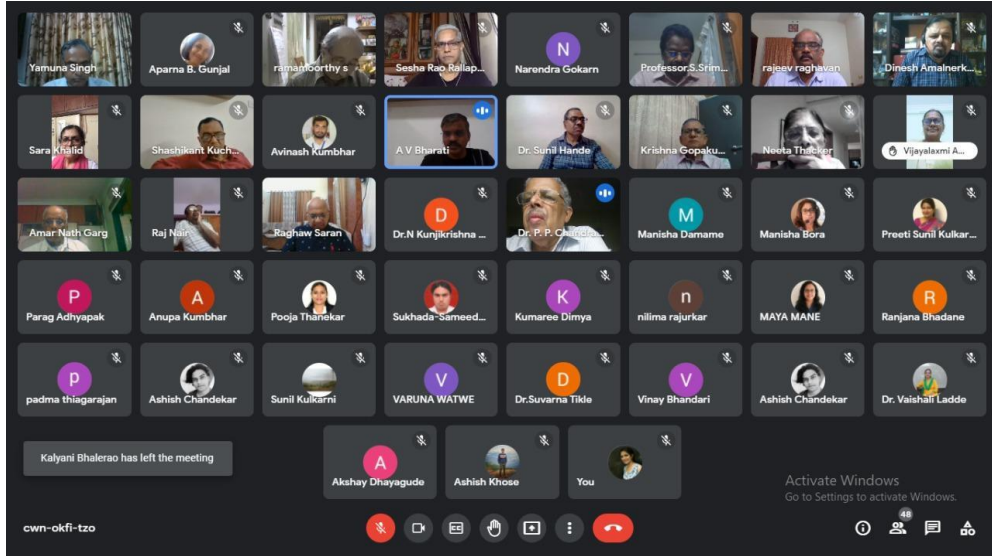 Yamuna Singh
Aparna B. Gunjal
ramamoorthy s
Sesha Rao Rallap...
N
Narendra Gokarn
Professor.S.Srim...
rajeev raghavan
Dinesh Amalnerk...
Sara Khalid
Shashikant Kuch...
Avinash Kumbhar
A V Bharati
Dr. Sunil Hande
Krishna Gopaku...
Neeta Thacker
Vijayalaxmi A...
Amar Nath Garg
Raj Nair
Raghaw Saran
D
Dr.N Kunjikrishna ...
Dr. P. P. Chandra...
M
Manisha Damame
Manisha Bora
Preeti Sunil Kulkar...
P
Parag Adhyapak
A
Anupa Kumbhar
Pooja Thanekar
Sukhada-Sameed...
K
Kumaree Dimya
n
nilima rajurkar
MAYA MANE
R
Ranjana Bhadane
p
padma thiagarajan
Ashish Chandekar
Sunil Kulkarni
V
VARUNA WATWE
D
Dr.Suvarna Tikle
V
Vinay Bhandari
Ashish Chandekar
Dr. Vaishali Ladde
Kalyani Bhalerao has left the meeting
A
Akshay Dhayagude
Ashish Khose
You
Activate Windows
Go to Settings to activate Windows.
cwn-okfi-tzo
CC
48